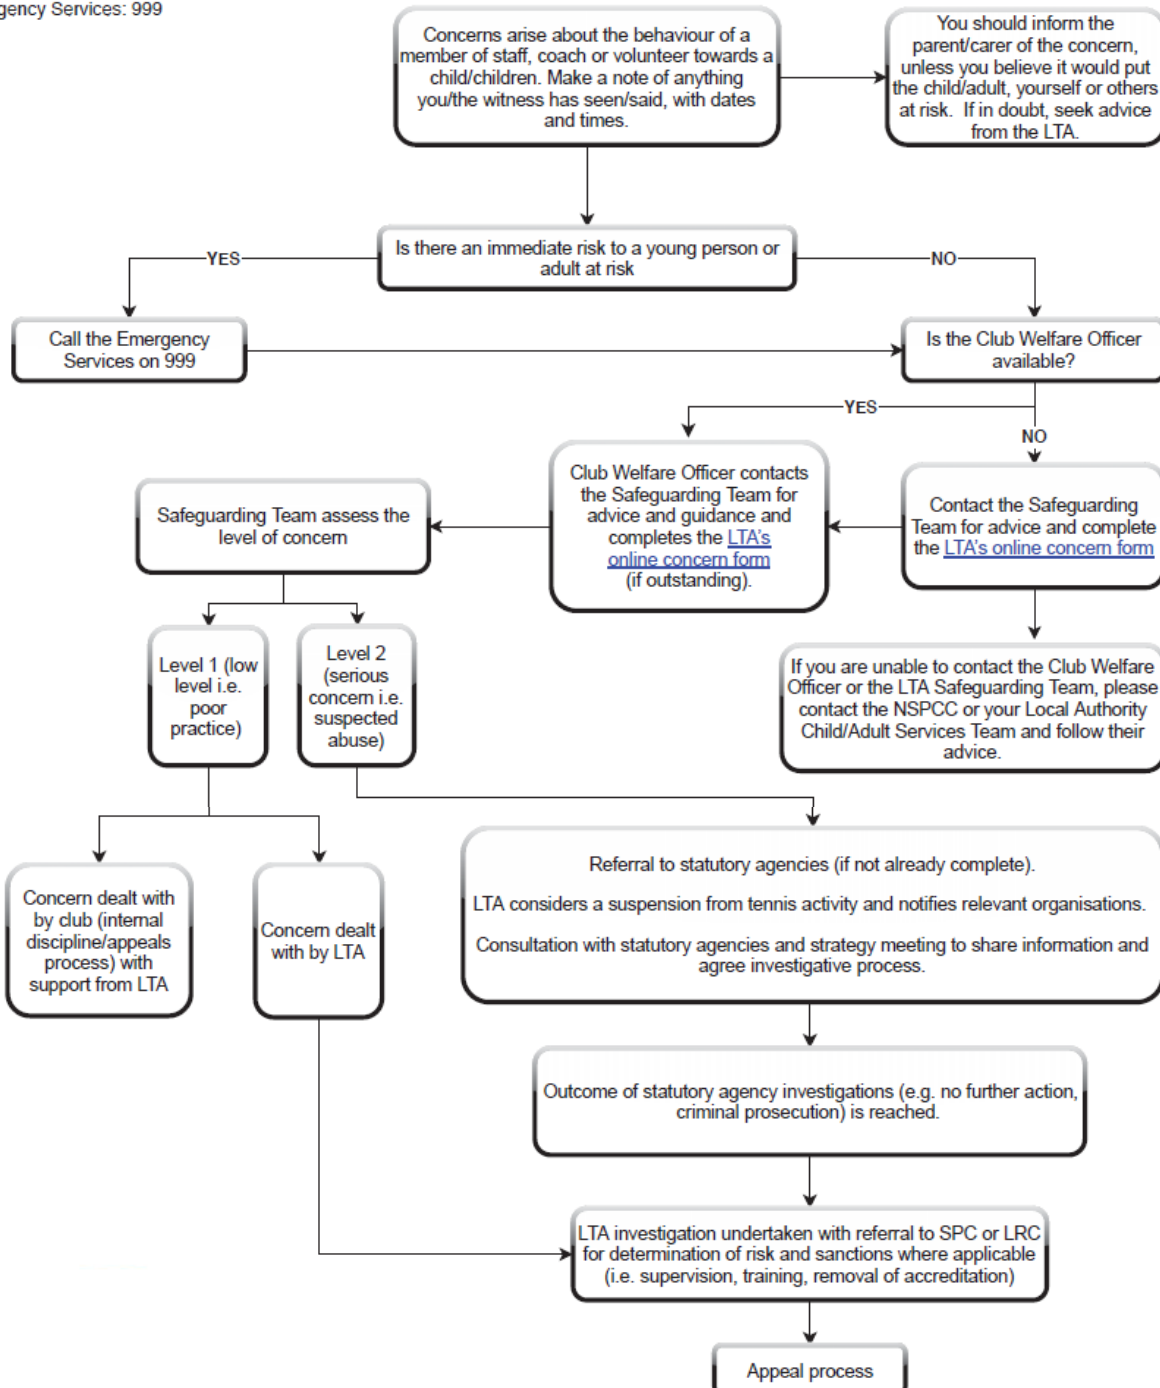 gency Services: 999
Concerns arise about the behaviour of a
member of staff, coach or volunteer towards a
child/children. Make a note of anything
you/the witness has seen/said, with dates
and times.
You should inform the
parent/carer of the concern,
unless you believe it would put
the child/adult, yourself or others
at risk. If in doubt, seek advice
from the LTA.
Is there an immediate risk to a young person or
adult at risk
YES
NO
Call the Emergency
Services on 999
Is the Club Welfare Officer
available?
YES
NO
Club Welfare Officer contacts
the Safeguarding Team for
advice and guidance and
completes the LTA's
online concern form
(if outstanding).
Contact the Safeguarding
Team for advice and complete
the LTA's online concern form
Safeguarding Team assess the
level of concern
Level 1 (low
level i.e.
poor
practice)
Level 2
(serious
concern i.e.
suspected
abuse)
If you are unable to contact the Club Welfare
Officer or the LTA Safeguarding Team, please
contact the NSPCC or your Local Authority
Child/Adult Services Team and follow their
advice.
Concern dealt with
by club (internal
discipline/appeals
process) with
support from LTA
Concern dealt
with by LTA
Referral to statutory agencies (if not already complete).
LTA considers a suspension from tennis activity and notifies relevant organisations.
Consultation with statutory agencies and strategy meeting to share information and
agree investigative process.
Outcome of statutory agency investigations (e.g. no further action,
criminal prosecution) is reached.
LTA investigation undertaken with referral to SPC or LRC
for determination of risk and sanctions where applicable
(i.e. supervision, training, removal of accreditation)
Appeal process